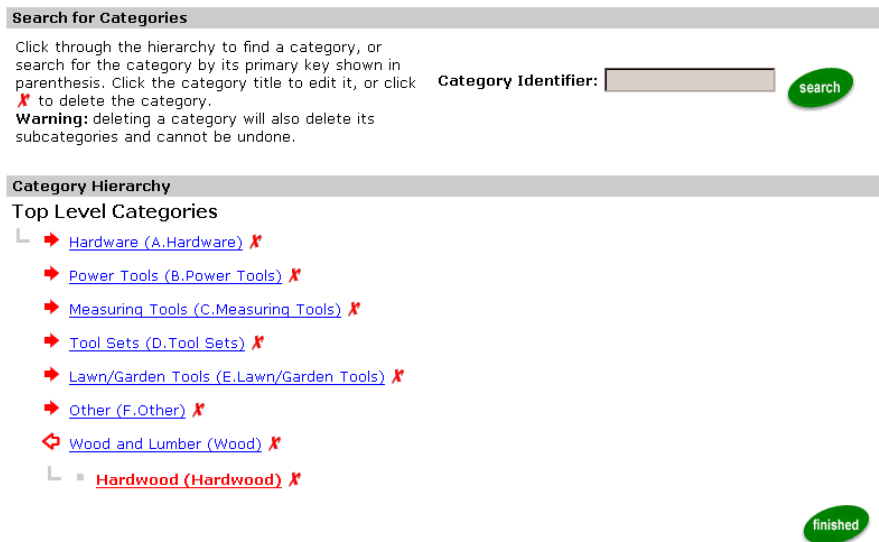 Search for Categories
Click through the hierarchy to find a category, or
search for the category by its primary key shown in
parenthesis. Click the category title to edit it, or click
✗ to delete the category.
Warning: deleting a category will also delete its
subcategories and cannot be undone.
Category Identifier:
search
Category Hierarchy
Top Level Categories
Hardware (A.Hardware) ✗
Power Tools (B.Power Tools) ✗
Measuring Tools (C.Measuring Tools) ✗
Tool Sets (D.Tool Sets) ✗
Lawn/Garden Tools (E.Lawn/Garden Tools) ✗
Other (F.Other) ✗
Wood and Lumber (Wood) ✗
Hardwood (Hardwood) ✗
finished